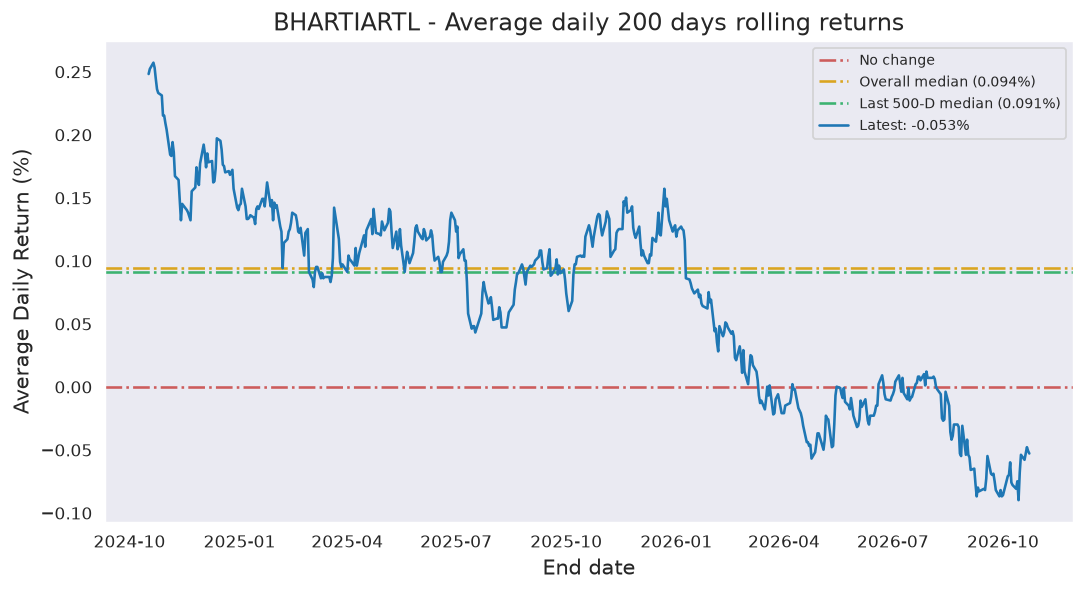 BHARTIARTL - Average daily 200 days rolling returns
No change
Overall median (0.094%)
Last 500-D median (0.091%)
Latest: -0.053%
Average Daily Return (%)
0.25
0.20
0.15
0.10
0.05
0.00
−0.05
−0.10
2024-10
2025-01
2025-04
2025-07
2025-10
2026-01
2026-04
2026-07
2026-10
End date